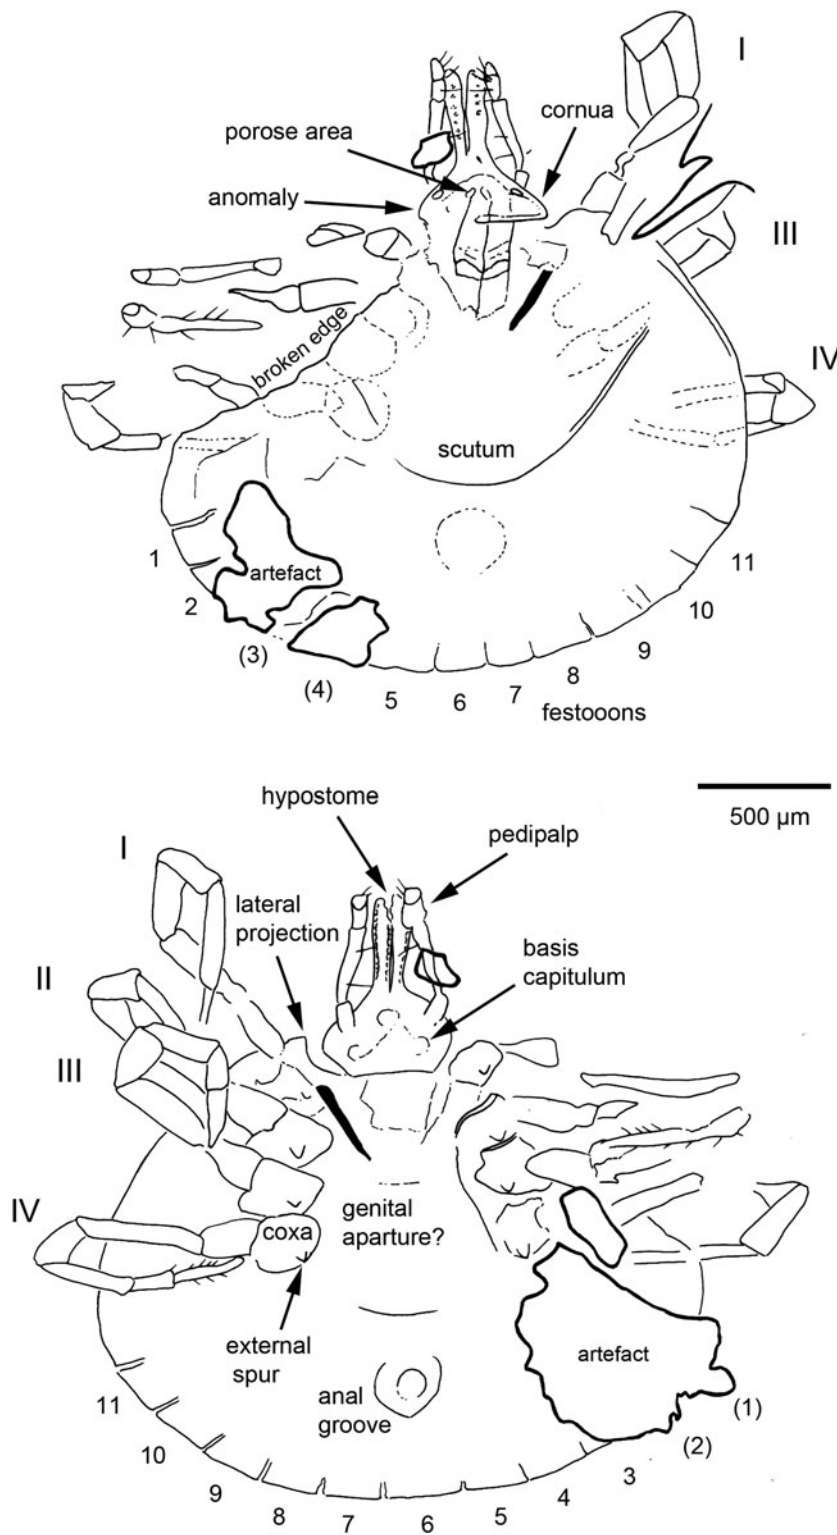 I
porose area
cornua
anomaly
III
broken edge
IV
scutum
artefact
1
2
(3)
(4)
5
6
7
8
9
10
11
festooons
500 µm
hypostome
pedipalp
I
lateral
projection
basis
capitulum
II
III
IV
genital
aparture?
coxa
external
spur
anal
groove
artefact
(1)
(2)
3
4
5
6
7
8
9
10
11